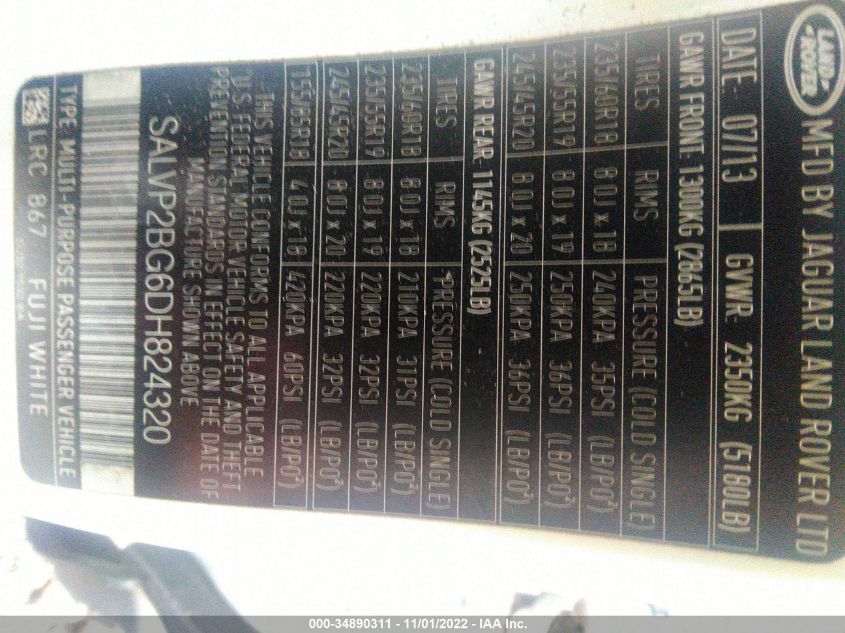 LAND
ROVER
MFD BY JAGUAR LAND ROVER LTD
DATE: 07/13 GVWR: 2350KG (5180LB)
GAWR FRONT: 1300KG (2865LB)
TIRES RIMS PRESSURE (COLD SINGLE)
235/60R18 8.0J x 18 240KPA 35PSI (LB/PO²)
235/55R19 8.0J x 19 250KPA 36PSI (LB/PO²)
245/45R20 8.0J x 20 250KPA 36PSI (LB/PO²)
GAWR REAR: 1145KG (2525LB)
TIRES RIMS PRESSURE (COLD SINGLE)
235/60R18 8.0J x 18 210KPA 31PSI (LB/PO²)
235/55R19 8.0J x 19 220KPA 32PSI (LB/PO²)
245/45R20 8.0J x 20 220KPA 32PSI (LB/PO²)
4.0J x 18 420KPA 60PSI (LB/PO²)
THIS VEHICLE CONFORMS TO ALL APPLICABLE
U.S. FEDERAL MOTOR VEHICLE SAFETY AND THEFT
PREVENTION STANDARDS IN EFFECT ON THE DATE OF
MANUFACTURE SHOWN ABOVE
SALVP2BG6DH824320
TYPE: MULTI-PURPOSE PASSENGER VEHICLE
LRC 867 FUJI WHITE
000-34890311 - 11/01/2022 - IAA Inc.